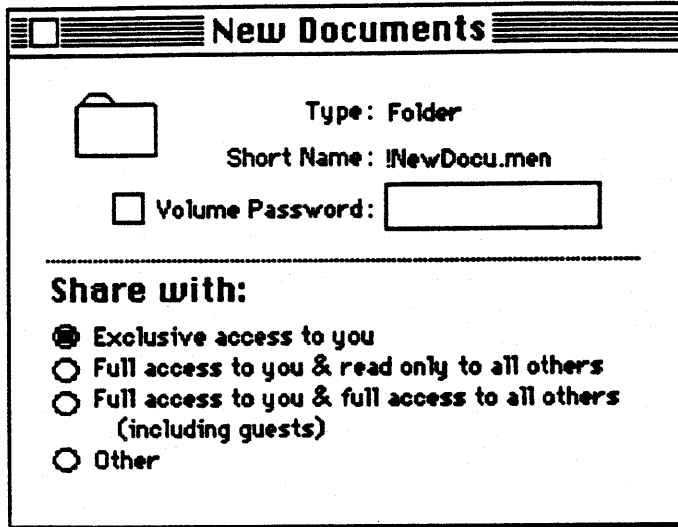 New Documents
Type: Folder
Short Name: !NewDocu.men
Volume Password:
Share with:
Exclusive access to you
Full access to you & read only to all others
Full access to you & full access to all others
(including guests)
Other